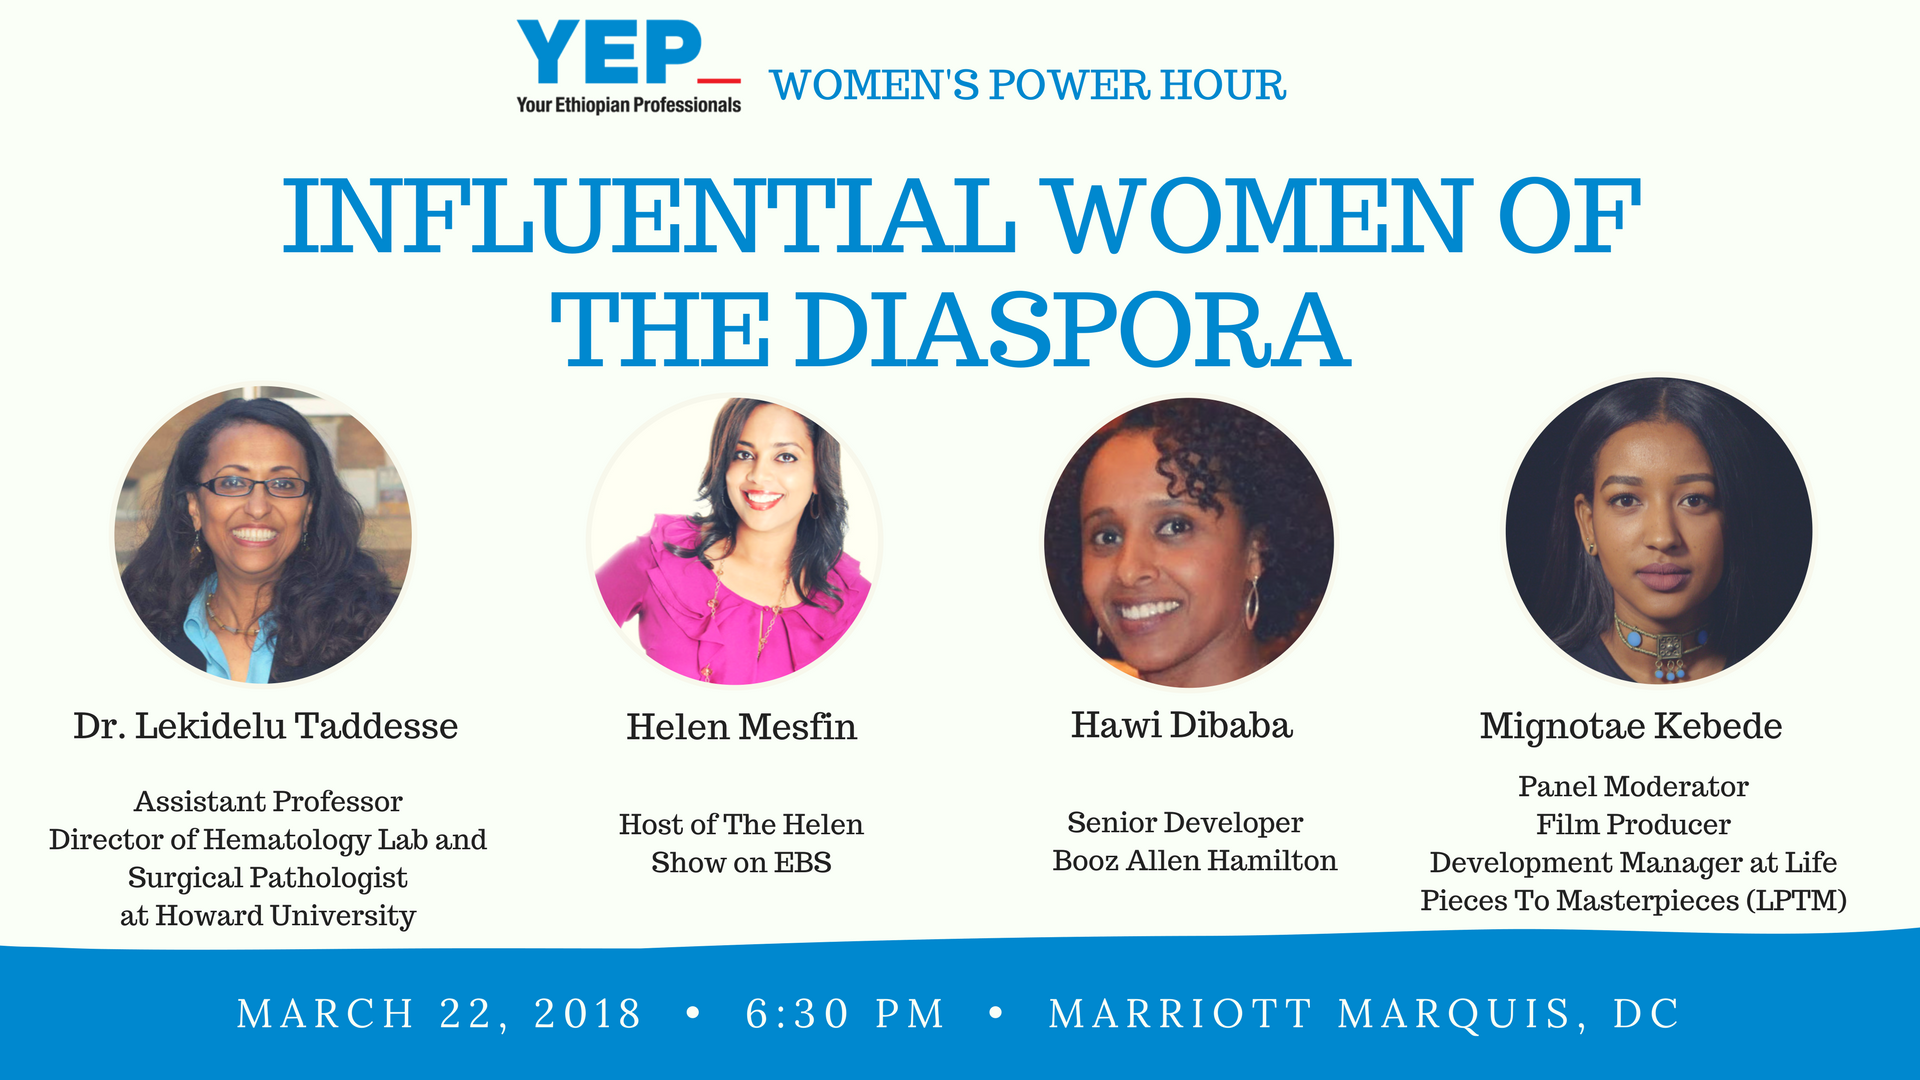 YEP_
Your Ethiopian Professionals
WOMEN'S POWER HOUR
INFLUENTIAL WOMEN OF
THE DIASPORA
Dr. Lekidelu Taddesse
Assistant Professor
Director of Hematology Lab and
Surgical Pathologist
at Howard University
Helen Mesfin
Host of The Helen
Show on EBS
Hawi Dibaba
Senior Developer
Booz Allen Hamilton
Mignotae Kebede
Panel Moderator
Film Producer
Development Manager at Life
Pieces To Masterpieces (LPTM)
MARCH 22, 2018 • 6:30 PM • MARRIOTT MARQUIS, DC